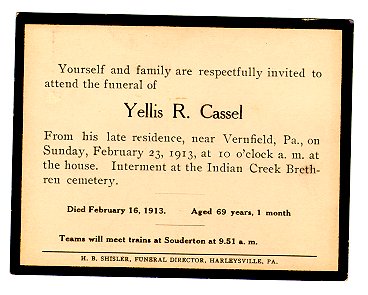 Yourself and family are respectfully invited to
attend the funeral of
Yellis R. Cassel
From his late residence, near Vernfield, Pa., on
Sunday, February 23, 1913, at 10 o'clock a. m. at
the house. Interment at the Indian Creek Breth-
ren cemetery.
Died February 16, 1913. Aged 69 years, 1 month
Teams will meet trains at Souderton at 9.51 a. m.
H. B. SHISLER, FUNERAL DIRECTOR, HARLEYSVILLE, PA.